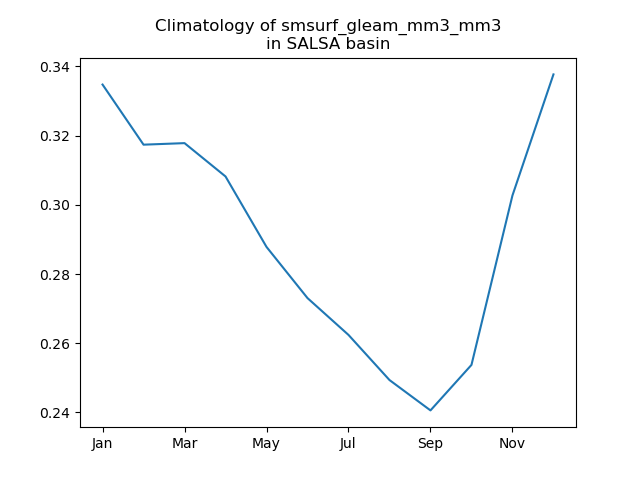 Climatology of smsurf_gleam_mm3_mm3
in SALSA basin
0.34
0.32
0.30
0.28
0.26
0.24
Jan Mar May Jul Sep Nov